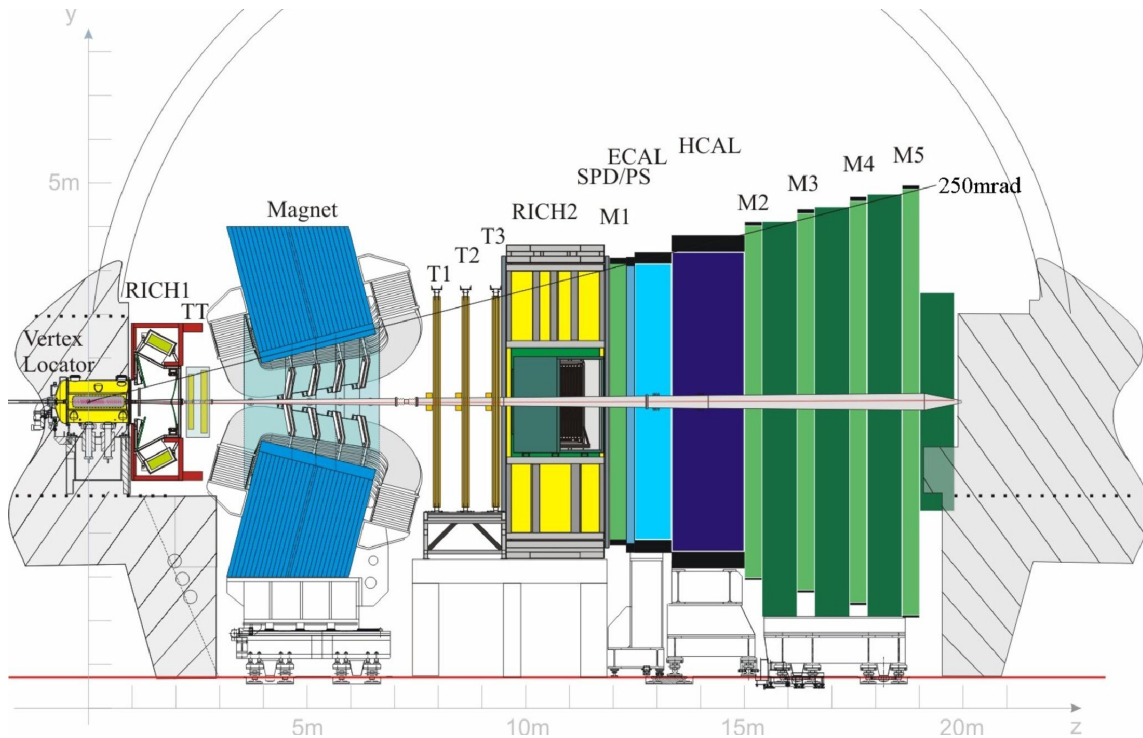 y
5m
Vertex
Locator
RICH1
TT
Magnet
T1
T2
T3
RICH2
M1
SPD/PS
ECAL
HCAL
M2
M3
M4
M5
250mrad
5m
10m
15m
20m
z